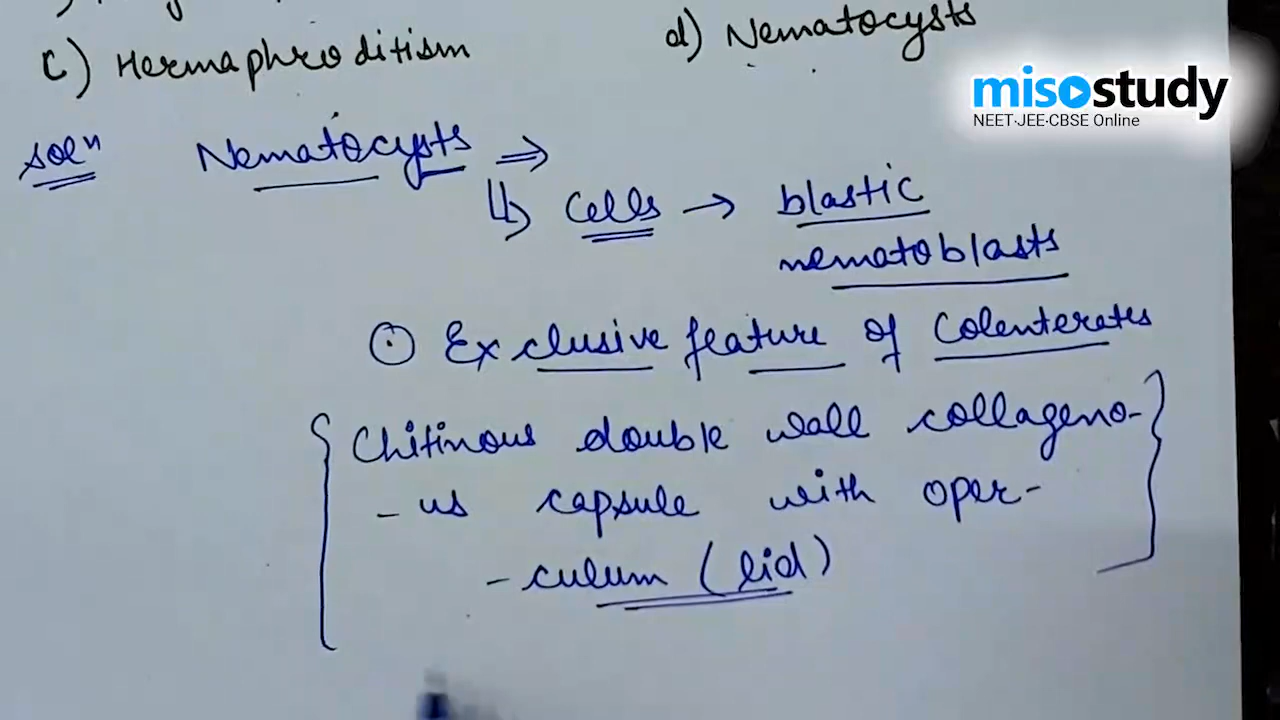 c) Hermaphroditism
d) Nematocysts
misostudy
NEET·JEE·CBSE Online
Solⁿ
Nematocysts ⇒
↳ Cells → blastic
nematoblasts
⊙ Exclusive feature of Colenterates
Chitinous double wall collageno-
- us capsule with oper-
- culum (lid)